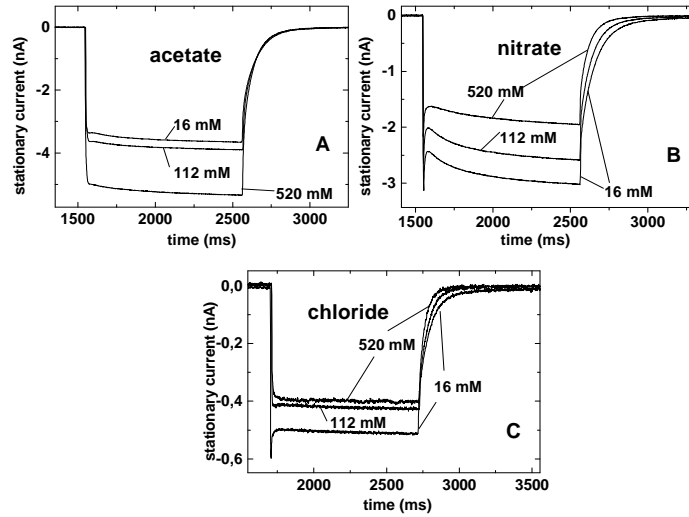 0
-2
-4
stationary current (nA)
acetate
16 mM
112 mM
520 mM
A
1500 2000 2500 3000
time (ms)
0
-1
-2
-3
stationary current (nA)
nitrate
520 mM
112 mM
16 mM
B
1500 2000 2500 3000
time (ms)
0,0
-0,2
-0,4
-0,6
stationary current (nA)
chloride
520 mM
16 mM
112 mM
C
1500 2000 2500 3000 3500
time (ms)